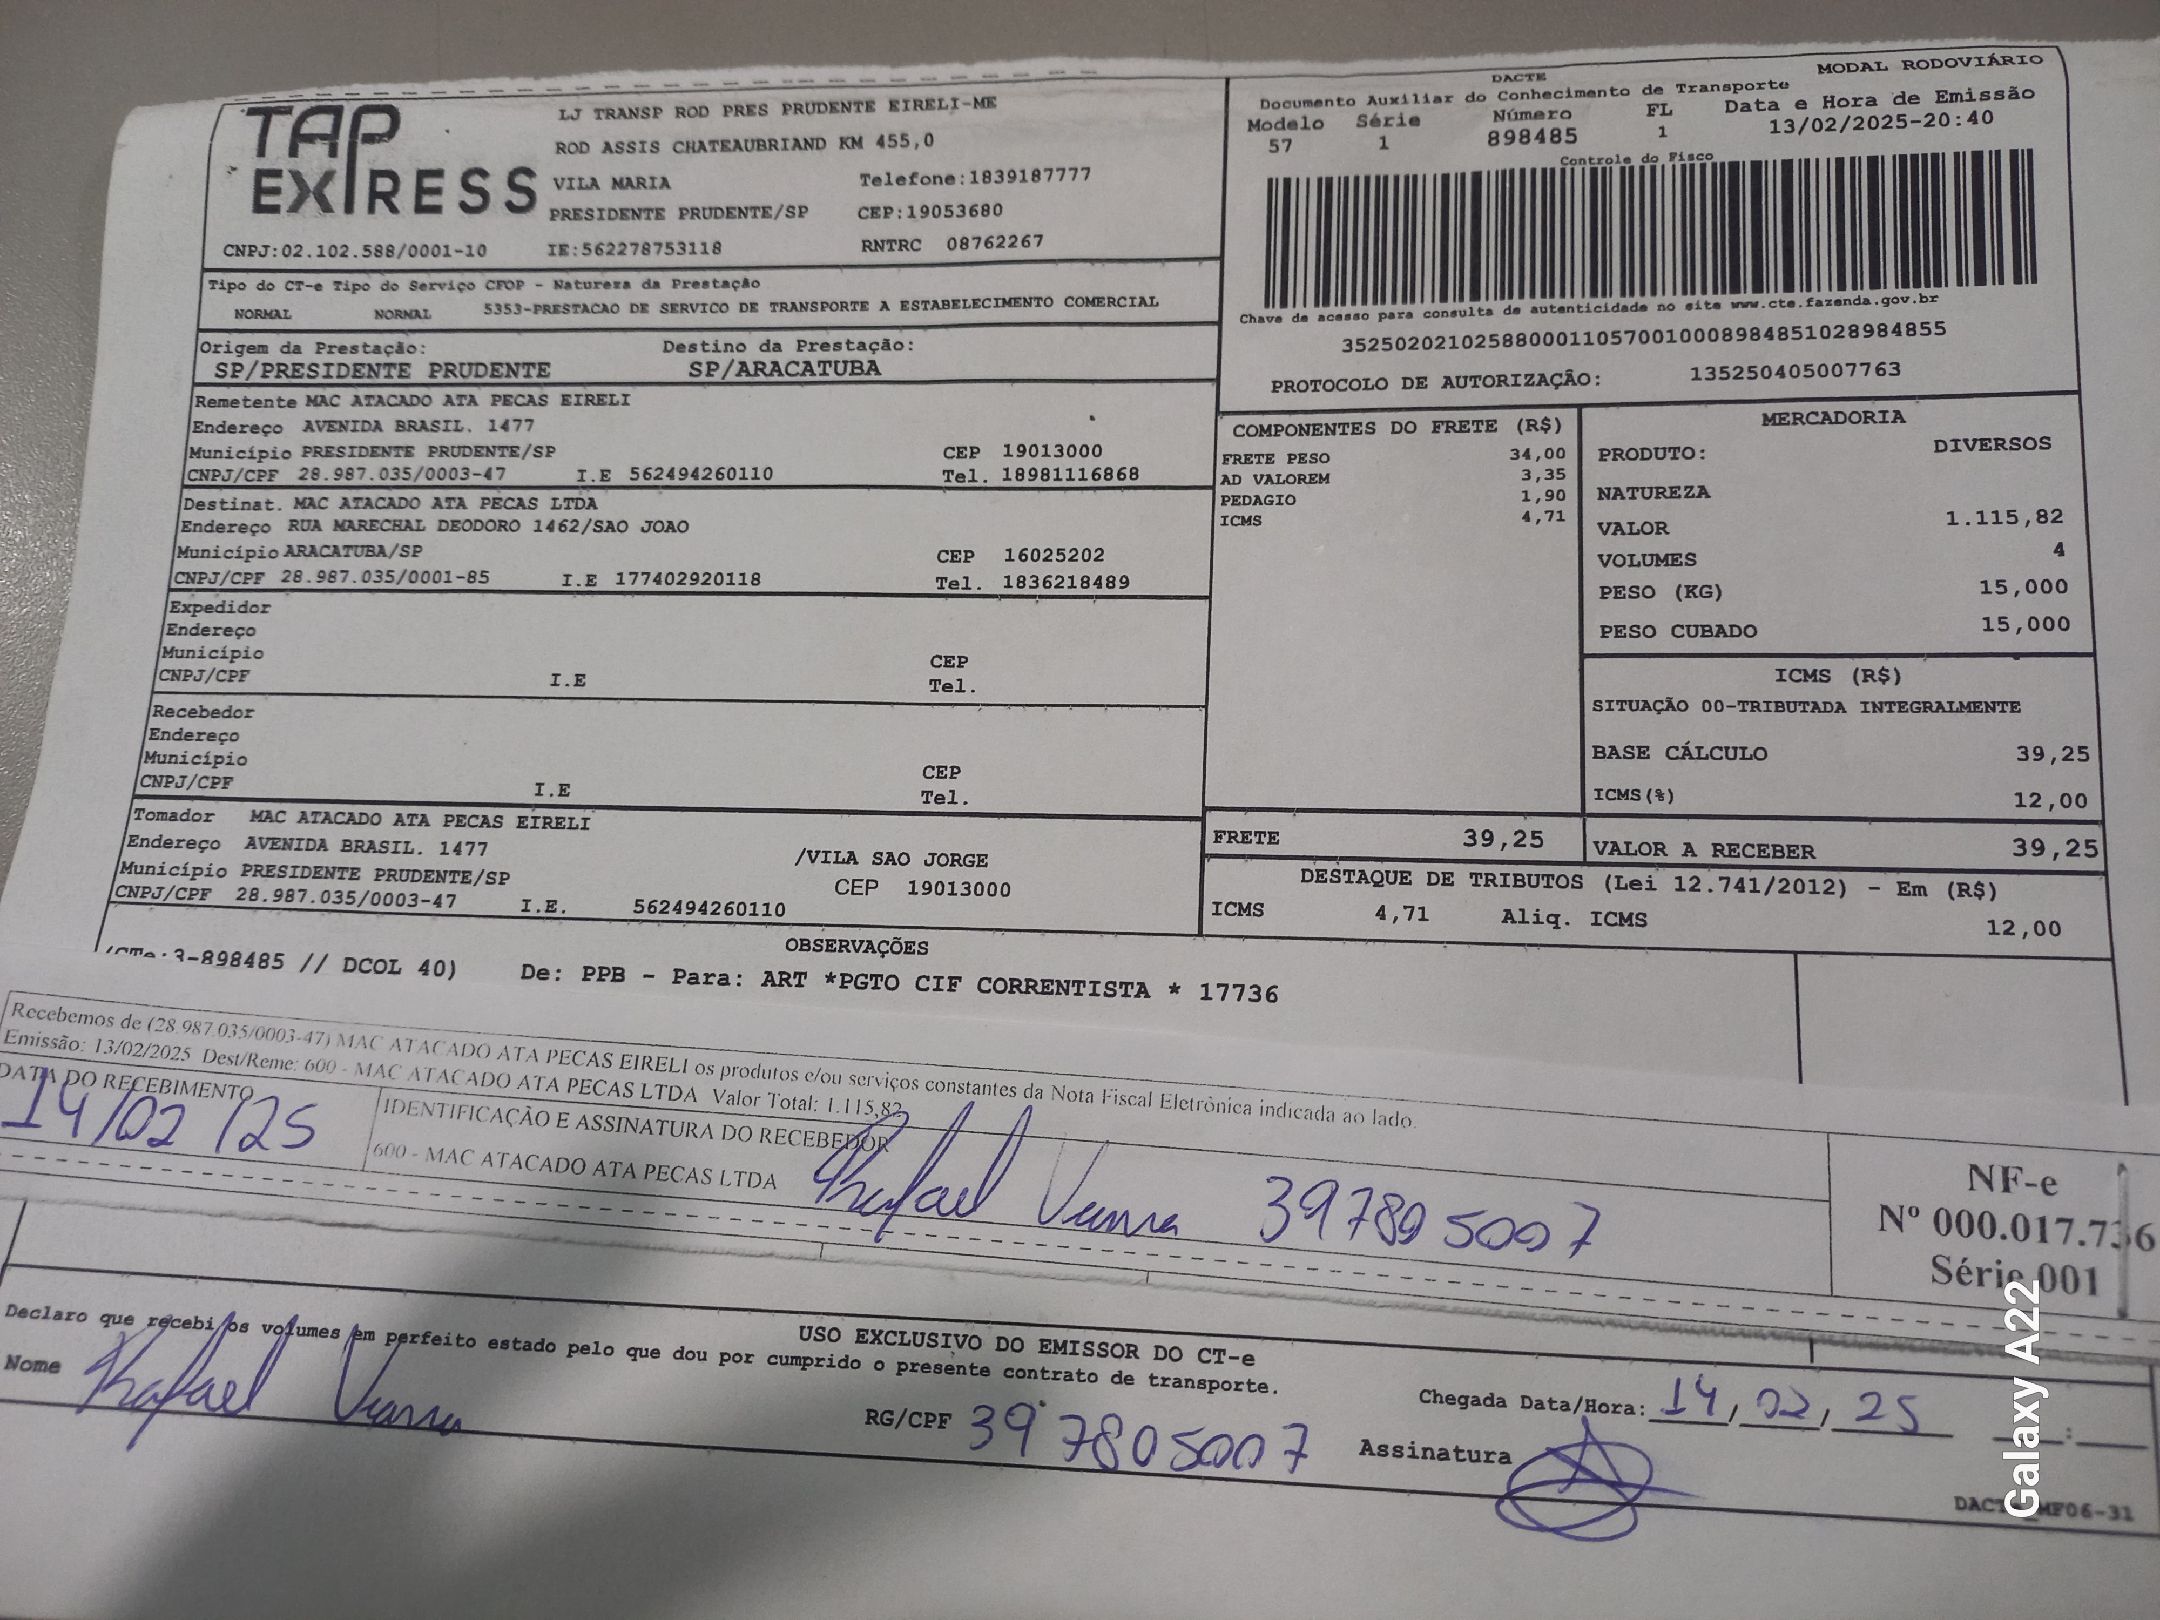 TAP EXPRESS
LJ TRANSP ROD PRES PRUDENTE EIRELI-ME
ROD ASSIS CHATEAUBRIAND KM 455,0
VILA MARIA Telefone:1839187777
PRESIDENTE PRUDENTE/SP CEP:19053680
CNPJ:02.102.588/0001-10 IE:562278753118 RNTRC 08762267
DACTE MODAL RODOVIÁRIO
Documento Auxiliar do Conhecimento de Transporte
Modelo Série Número FL Data e Hora de Emissão
57 1 898485 1 13/02/2025-20:40
Controle do Fisco
Chave de acesso para consulta de autenticidade no site www.cte.fazenda.gov.br
35250202102588000110570010008984851028984855
PROTOCOLO DE AUTORIZAÇÃO: 135250405007763
Tipo do CT-e Tipo do Serviço CFOP - Natureza da Prestação
NORMAL NORMAL 5353-PRESTACAO DE SERVICO DE TRANSPORTE A ESTABELECIMENTO COMERCIAL
Origem da Prestação: Destino da Prestação:
SP/PRESIDENTE PRUDENTE SP/ARACATUBA
Remetente MAC ATACADO ATA PECAS EIRELI
Endereço AVENIDA BRASIL. 1477
Município PRESIDENTE PRUDENTE/SP CEP 19013000
CNPJ/CPF 28.987.035/0003-47 I.E 562494260110 Tel. 18981116868
Destinat. MAC ATACADO ATA PECAS LTDA
Endereço RUA MARECHAL DEODORO 1462/SAO JOAO
Município ARACATUBA/SP CEP 16025202
CNPJ/CPF 28.987.035/0001-85 I.E 177402920118 Tel. 1836218489
Expedidor
Endereço
Município CEP
CNPJ/CPF I.E Tel.
Recebedor
Endereço
Município CEP
CNPJ/CPF I.E Tel.
Tomador MAC ATACADO ATA PECAS EIRELI
Endereço AVENIDA BRASIL. 1477 /VILA SAO JORGE
Município PRESIDENTE PRUDENTE/SP CEP 19013000
CNPJ/CPF 28.987.035/0003-47 I.E. 562494260110
COMPONENTES DO FRETE (R$)
FRETE PESO 34,00
AD VALOREM 3,35
PEDAGIO 1,90
ICMS 4,71
MERCADORIA
PRODUTO: DIVERSOS
NATUREZA
VALOR 1.115,82
VOLUMES 4
PESO (KG) 15,000
PESO CUBADO 15,000
ICMS (R$)
SITUAÇÃO 00-TRIBUTADA INTEGRALMENTE
BASE CÁLCULO 39,25
ICMS(%) 12,00
FRETE 39,25 VALOR A RECEBER 39,25
DESTAQUE DE TRIBUTOS (Lei 12.741/2012) - Em (R$)
ICMS 4,71 Aliq. ICMS 12,00
OBSERVAÇÕES
(CTe:3-898485 // DCOL 40) De: PPB - Para: ART *PGTO CIF CORRENTISTA * 17736
Recebemos de (28.987.035/0003-47) MAC ATACADO ATA PECAS EIRELI os produtos e/ou serviços constantes da Nota Fiscal Eletrônica indicada ao lado.
Emissão: 13/02/2025 Dest/Reme: 600 - MAC ATACADO ATA PECAS LTDA Valor Total: 1.115,82
DATA DO RECEBIMENTO IDENTIFICAÇÃO E ASSINATURA DO RECEBEDOR
14/02/25 600 - MAC ATACADO ATA PECAS LTDA Rafael Vianna 397805007
NF-e
Nº 000.017.736
Série 001
USO EXCLUSIVO DO EMISSOR DO CT-e
Declaro que recebi os volumes em perfeito estado pelo que dou por cumprido o presente contrato de transporte.
Nome Rafael Vianna RG/CPF 397805007
Chegada Data/Hora: 14/02/25 :
Assinatura
DACTE_MF06-31
Galaxy A22